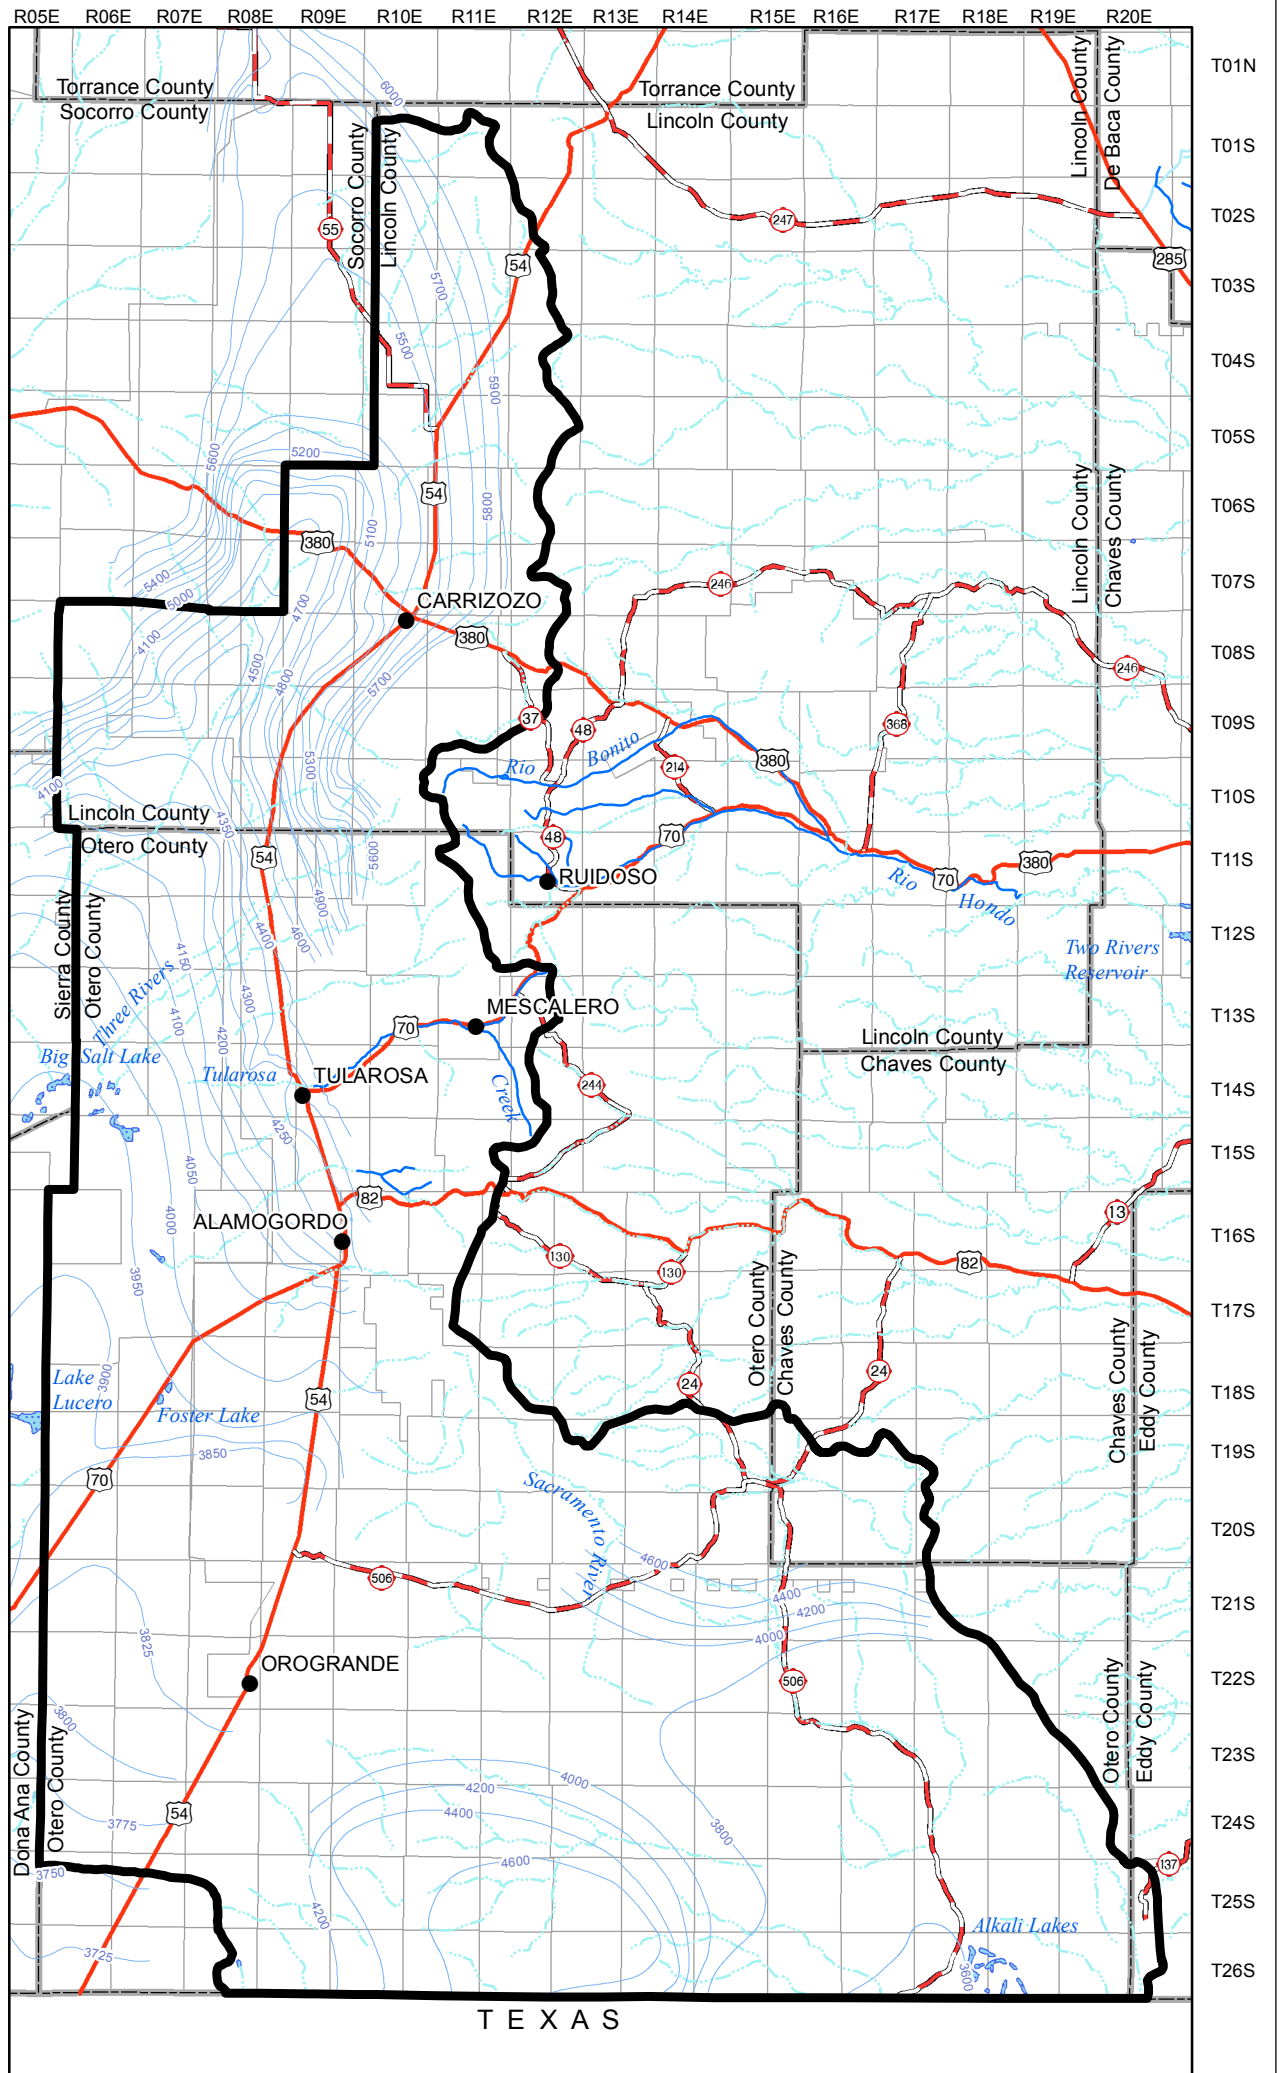 R05E R06E R07E R08E R09E R10E R11E R12E R13E R14E R15E R16E R17E R18E R19E R20E
T01N
T01S
T02S
T03S
T04S
T05S
T06S
T07S
T08S
T09S
T10S
T11S
T12S
T13S
T14S
T15S
T16S
T17S
T18S
T19S
T20S
T21S
T22S
T23S
T24S
T25S
T26S
Torrance County
Socorro County
Torrance County
Lincoln County
Socorro County
Lincoln County
Lincoln County
De Baca County
6000
55
247
285
54
5700
5500
5900
5600
5200
54
5800
5100
380
Lincoln County
Chaves County
5400
5000
4700
4100
CARRIZOZO
380
246
246
4500
4800
5700
37
48
Rio
Bonito
368
214
380
5300
4100
Lincoln County
Otero County
4350
54
5600
48
70
RUIDOSO
380
70
Rio
Hondo
4900
4400
4600
Sierra County
Otero County
4150
Three Rivers
4300
4100
4200
Two Rivers
Reservoir
MESCALERO
70
Lincoln County
Chaves County
Big Salt Lake
Tularosa
TULAROSA
Creek
244
4250
4050
4000
82
ALAMOGORDO
13
130
130
82
3950
Otero County
Chaves County
Chaves County
Eddy County
Lake
Lucero
3900
54
Foster Lake
24
24
3850
70
Sacramento River
506
4600
4400
4200
4000
3825
OROGRANDE
506
Otero County
Eddy County
3800
Dona Ana County
Otero County
4200
4000
4400
54
3775
3800
4600
3750
137
4200
Alkali Lakes
3725
3600
TEXAS